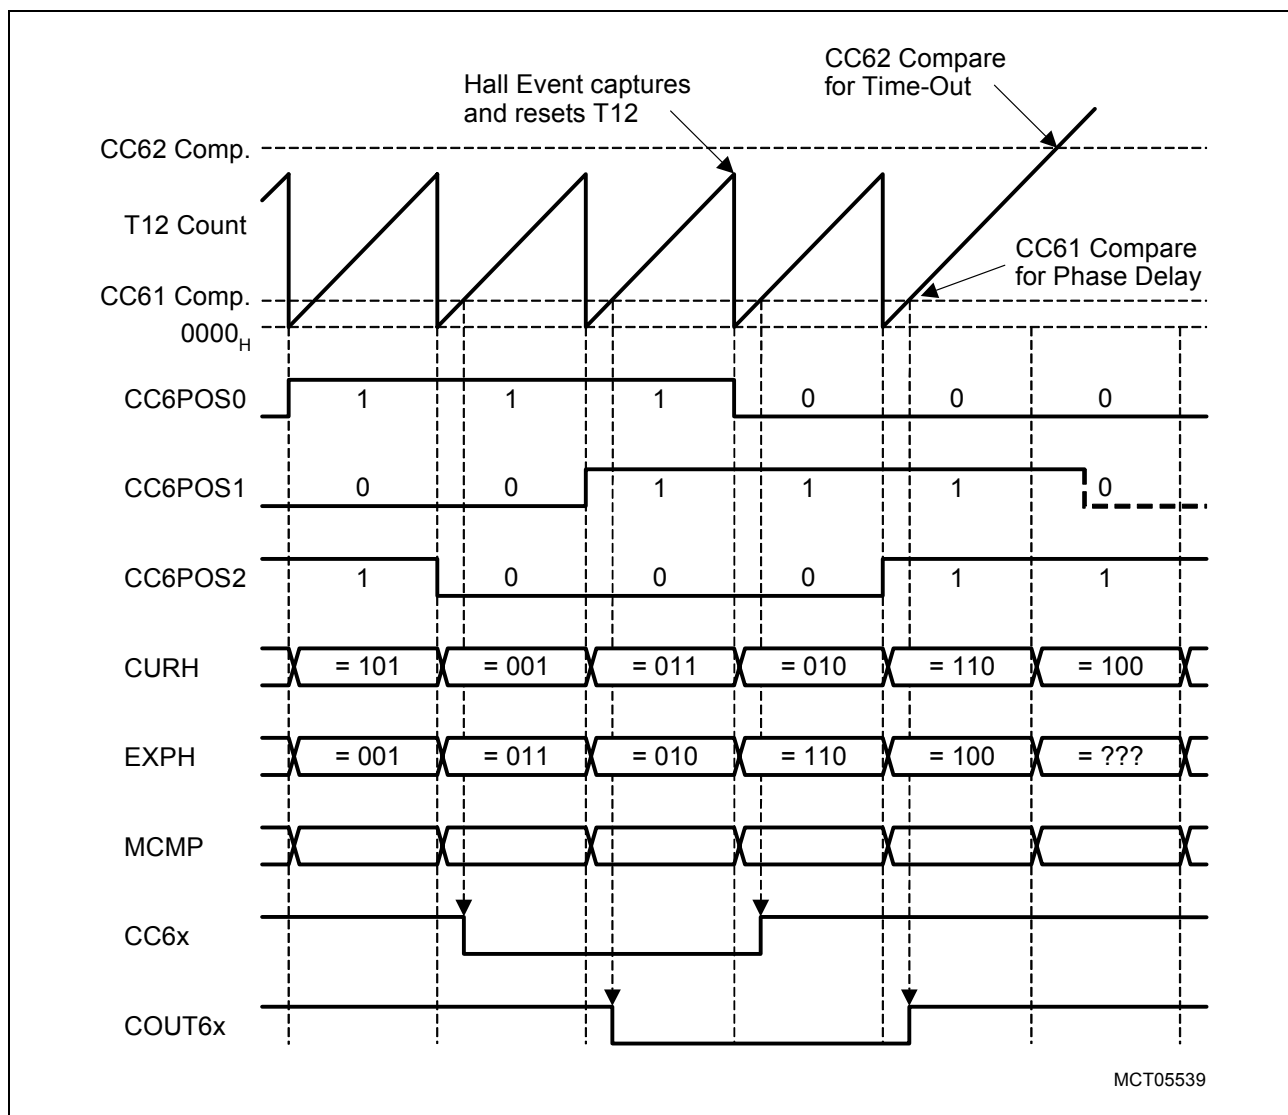 CC62 Compare
for Time-Out
Hall Event captures
and resets T12
CC62 Comp.
T12 Count
CC61 Compare
for Phase Delay
CC61 Comp.
0000H
CC6POS0 1 1 1 0 0 0
CC6POS1 0 0 1 1 1 0
CC6POS2 1 0 0 0 1 1
CURH = 101 = 001 = 011 = 010 = 110 = 100
EXPH = 001 = 011 = 010 = 110 = 100 = ???
MCMP
CC6x
COUT6x
MCT05539